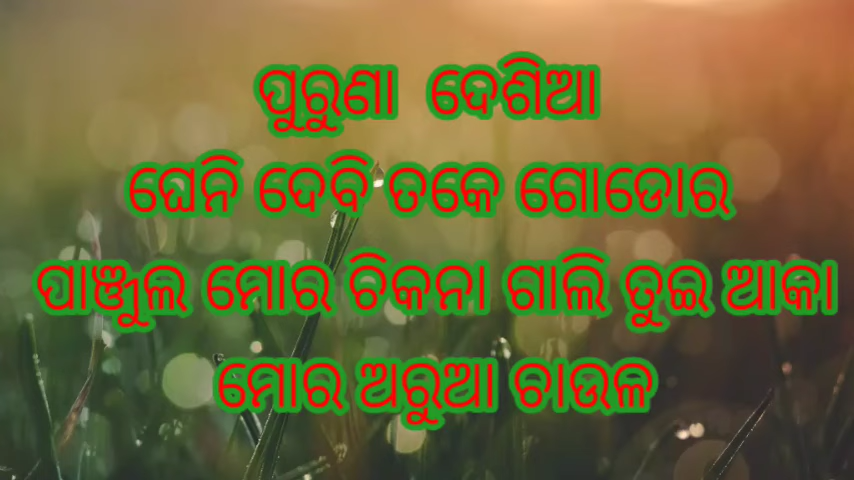 ପୁରୁଣା ଦେଶିଆ
ଘେନି ଦେବି ତକେ ଗୋଡୋର
ପାଞ୍ଜୁଲ ମୋର ଚିକନା ଗାଲି ତୁଇ ଆକା
ମୋର ଅରୁଆ ଚାଉଳ